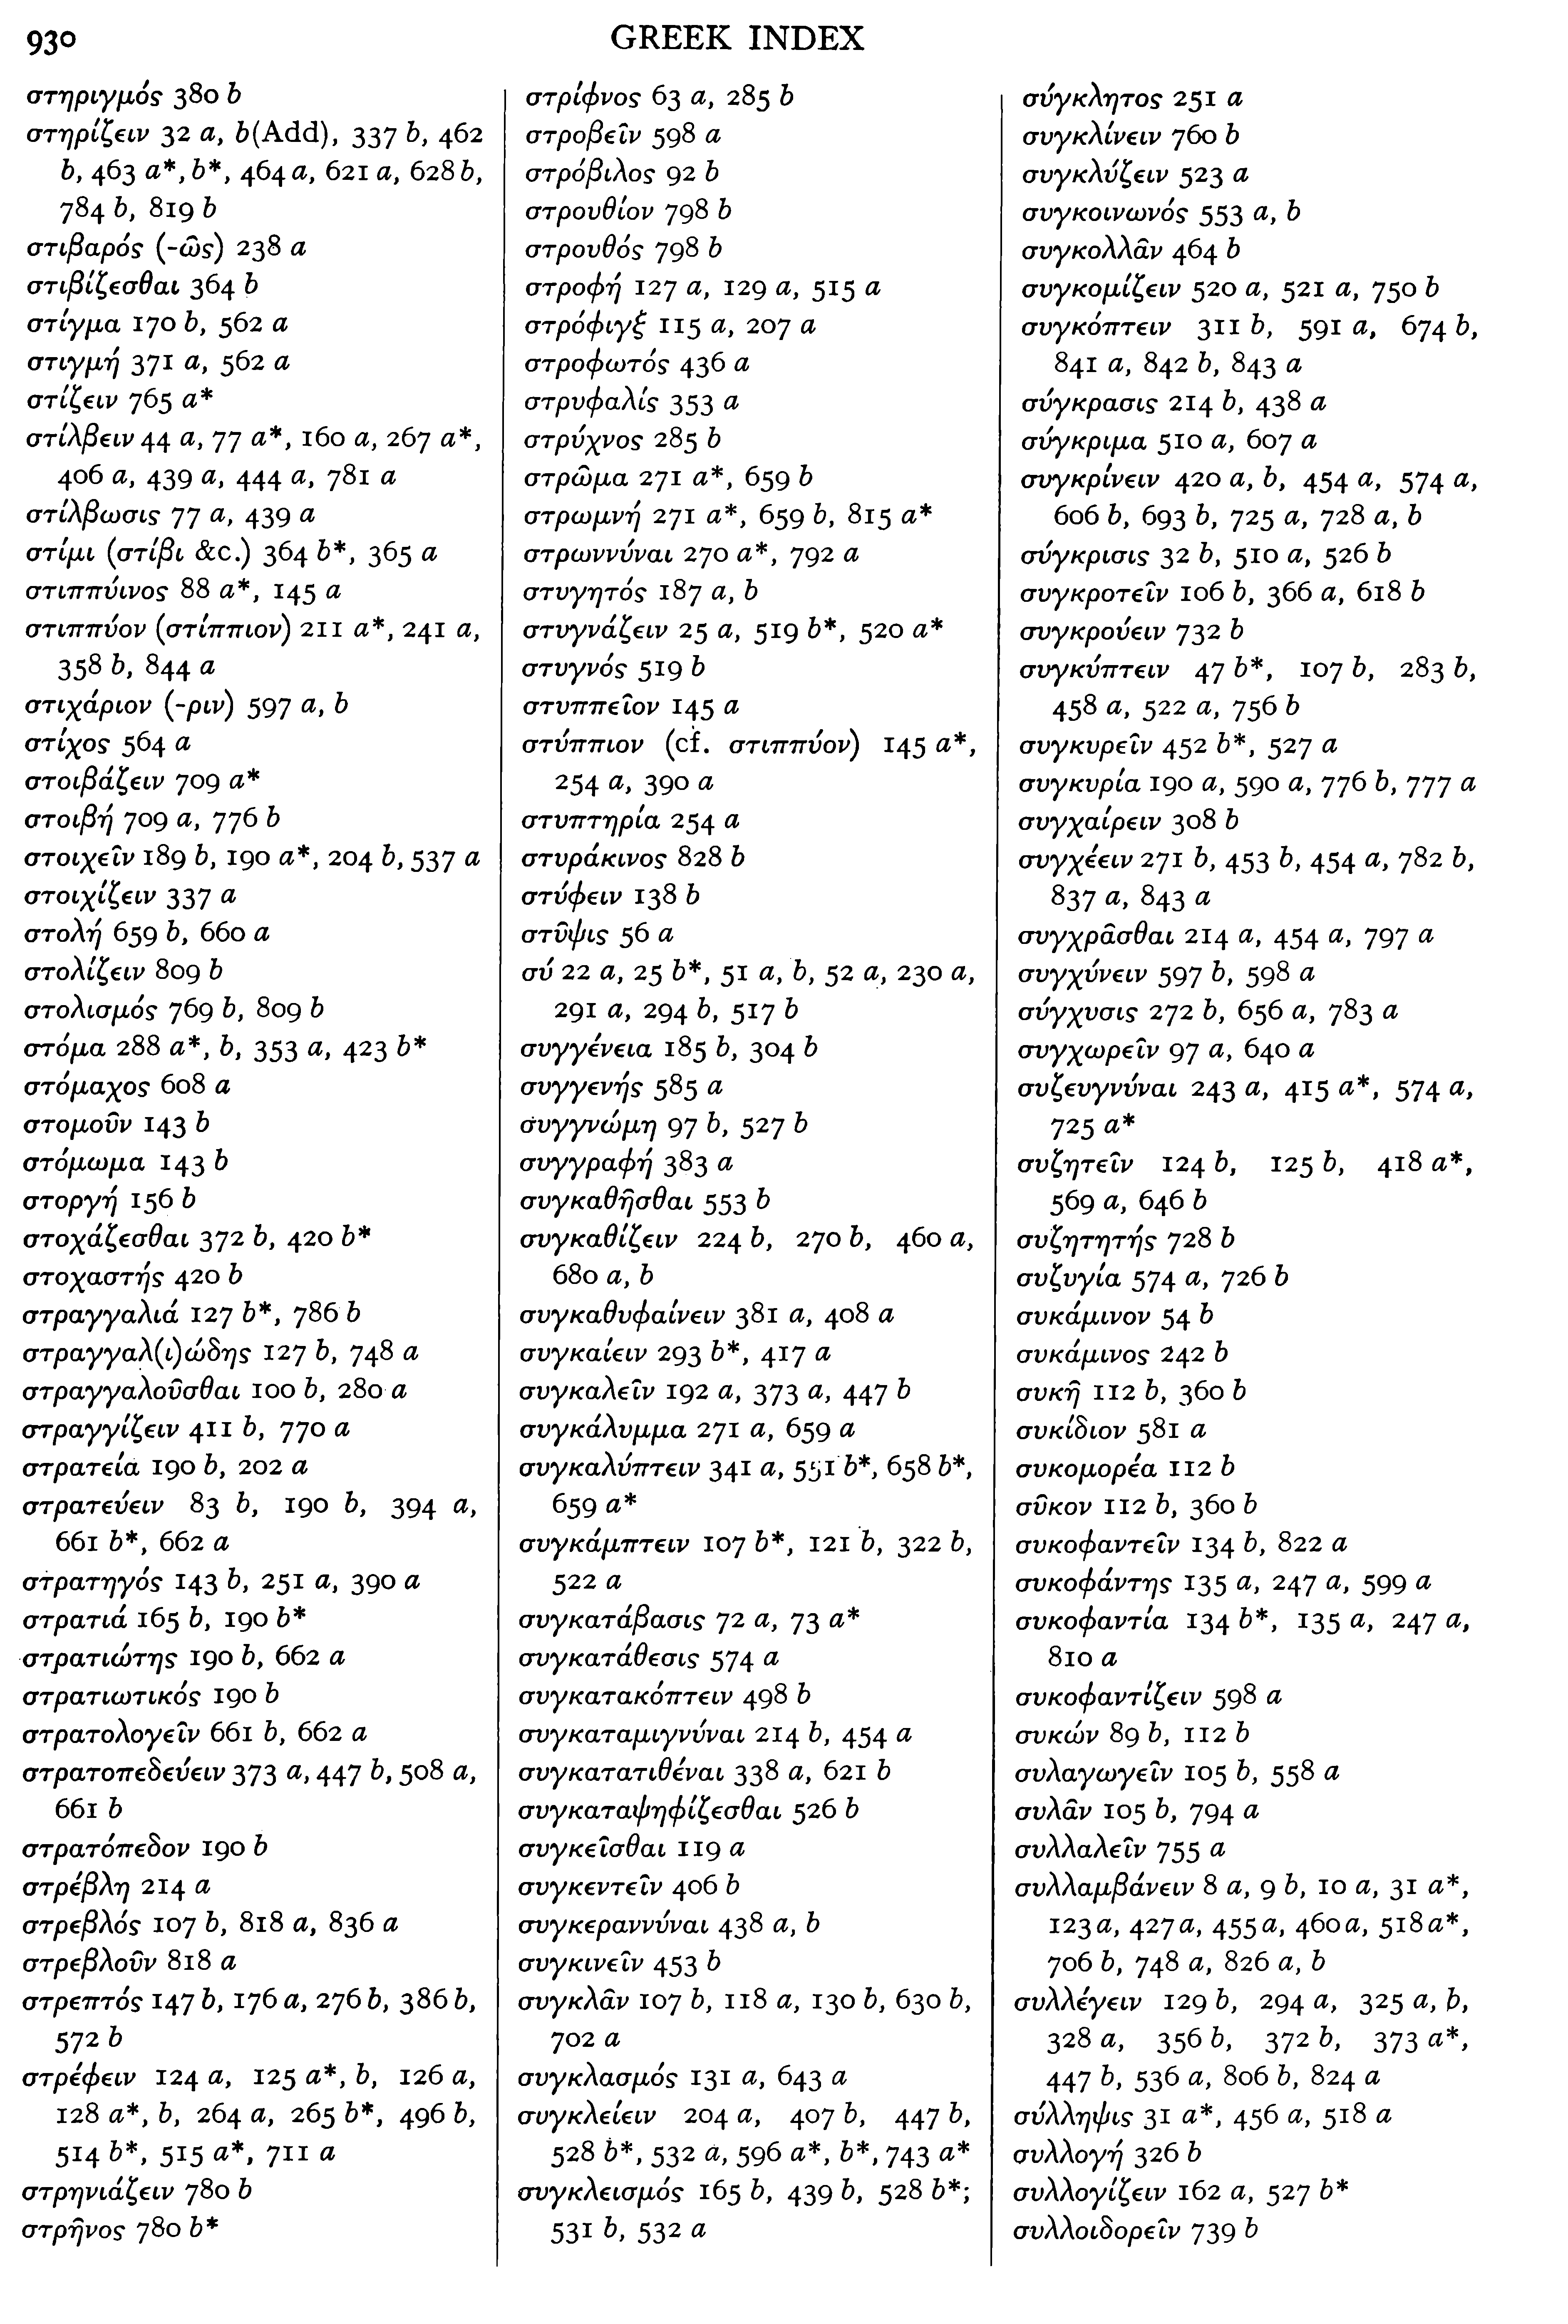 930
GREEK INDEX
στηριγμός 380 b
στηρίζειν 32 a, b(Add), 337 b, 462
b, 463 a*, b*, 464 a, 621 a, 628 b,
784 b, 819 b
στιβαρός (-ῶς) 238 a
στιβίζεσθαι 364 b
στίγμα 170 b, 562 a
στιγμή 371 a, 562 a
στίζειν 765 a*
στίλβειν 44 a, 77 a*, 160 a, 267 a*,
406 a, 439 a, 444 a, 781 a
στίλβωσις 77 a, 439 a
στίμι (στίβι &c.) 364 b*, 365 a
στιππύινος 88 a*, 145 a
στιππύον (στίππιον) 211 a*, 241 a,
358 b, 844 a
στιχάριον (-ριν) 597 a, b
στίχος 564 a
στοιβάζειν 709 a*
στοιβή 709 a, 776 b
στοιχεῖν 189 b, 190 a*, 204 b, 537 a
στοιχίζειν 337 a
στολή 659 b, 660 a
στολίζειν 809 b
στολισμός 769 b, 809 b
στόμα 288 a*, b, 353 a, 423 b*
στόμαχος 608 a
στομοῦν 143 b
στόμωμα 143 b
στοργή 156 b
στοχάζεσθαι 372 b, 420 b*
στοχαστής 420 b
στραγγαλιά 127 b*, 786 b
στραγγαλ(ι)ώδης 127 b, 748 a
στραγγαλοῦσθαι 100 b, 280 a
στραγγίζειν 411 b, 770 a
στρατεία 190 b, 202 a
στρατεύειν 83 b, 190 b, 394 a,
661 b*, 662 a
στρατηγός 143 b, 251 a, 390 a
στρατιά 165 b, 190 b*
στρατιώτης 190 b, 662 a
στρατιωτικός 190 b
στρατολογεῖν 661 b, 662 a
στρατοπεδεύειν 373 a, 447 b, 508 a,
661 b
στρατόπεδον 190 b
στρέβλη 214 a
στρεβλός 107 b, 818 a, 836 a
στρεβλοῦν 818 a
στρεπτός 147 b, 176 a, 276 b, 386 b,
572 b
στρέφειν 124 a, 125 a*, b, 126 a,
128 a*, b, 264 a, 265 b*, 496 b,
514 b*, 515 a*, 711 a
στρηνιάζειν 780 b
στρῆνος 780 b*
στρίφνος 63 a, 285 b
στροβεῖν 598 a
στρόβιλος 92 b
στρουθίον 798 b
στρουθός 798 b
στροφή 127 a, 129 a, 515 a
στρόφιγξ 115 a, 207 a
στροφωτός 436 a
στρυφαλίς 353 a
στρύχνος 285 b
στρῶμα 271 a*, 659 b
στρωμνή 271 a*, 659 b, 815 a*
στρωννύναι 270 a*, 792 a
στυγητός 187 a, b
στυγνάζειν 25 a, 519 b*, 520 a*
στυγνός 519 b
στυππεῖον 145 a
στύππιον (cf. στιππύον) 145 a*,
254 a, 390 a
στυπτηρία 254 a
στυράκινος 828 b
στύφειν 138 b
στῦψις 56 a
σύ 22 a, 25 b*, 51 a, b, 52 a, 230 a,
291 a, 294 b, 517 b
συγγένεια 185 b, 304 b
συγγενής 585 a
συγγνώμη 97 b, 527 b
συγγραφή 383 a
συγκαθῆσθαι 553 b
συγκαθίζειν 224 b, 270 b, 460 a,
680 a, b
συγκαθυφαίνειν 381 a, 408 a
συγκαίειν 293 b*, 417 a
συγκαλεῖν 192 a, 373 a, 447 b
συγκάλυμμα 271 a, 659 a
συγκαλύπτειν 341 a, 551 b*, 658 b*,
659 a*
συγκάμπτειν 107 b*, 121 b, 322 b,
522 a
συγκατάβασις 72 a, 73 a*
συγκατάθεσις 574 a
συγκατακόπτειν 498 b
συγκαταμιγνύναι 214 b, 454 a
συγκατατιθέναι 338 a, 621 b
συγκαταψηφίζεσθαι 526 b
συγκεῖσθαι 119 a
συγκεντεῖν 406 b
συγκεραννύναι 438 a, b
συγκινεῖν 453 b
συγκλᾶν 107 b, 118 a, 130 b, 630 b,
702 a
συγκλασμός 131 a, 643 a
συγκλείειν 204 a, 407 b, 447 b,
528 b*, 532 a, 596 a*, b*, 743 a*
συγκλεισμός 165 b, 439 b, 528 b*;
531 b, 532 a
σύγκλητος 251 a
συγκλίνειν 760 b
συγκλύζειν 523 a
συγκοινωνός 553 a, b
συγκολλᾶν 464 b
συγκομίζειν 520 a, 521 a, 750 b
συγκόπτειν 311 b, 591 a, 674 b,
841 a, 842 b, 843 a
σύγκρασις 214 b, 438 a
σύγκριμα 510 a, 607 a
συγκρίνειν 420 a, b, 454 a, 574 a,
606 b, 693 b, 725 a, 728 a, b
σύγκρισις 32 b, 510 a, 526 b
συγκροτεῖν 106 b, 366 a, 618 b
συγκρούειν 732 b
συγκύπτειν 47 b*, 107 b, 283 b,
458 a, 522 a, 756 b
συγκυρεῖν 452 b*, 527 a
συγκυρία 190 a, 590 a, 776 b, 777 a
συγχαίρειν 308 b
συγχέειν 271 b, 453 b, 454 a, 782 b,
837 a, 843 a
συγχρᾶσθαι 214 a, 454 a, 797 a
συγχύνειν 597 b, 598 a
σύγχυσις 272 b, 656 a, 783 a
συγχωρεῖν 97 a, 640 a
συζευγνύναι 243 a, 415 a*, 574 a,
725 a*
συζητεῖν 124 b, 125 b, 418 a*,
569 a, 646 b
συζητητής 728 b
συζυγία 574 a, 726 b
συκάμινον 54 b
συκάμινος 242 b
συκῆ 112 b, 360 b
συκίδιον 581 a
συκομορέα 112 b
σῦκον 112 b, 360 b
συκοφαντεῖν 134 b, 822 a
συκοφάντης 135 a, 247 a, 599 a
συκοφαντία 134 b*, 135 a, 247 a,
810 a
συκοφαντίζειν 598 a
συκών 89 b, 112 b
συλαγωγεῖν 105 b, 558 a
συλᾶν 105 b, 794 a
συλλαλεῖν 755 a
συλλαμβάνειν 8 a, 9 b, 10 a, 31 a*,
123 a, 427 a, 455 a, 460 a, 518 a*,
706 b, 748 a, 826 a, b
συλλέγειν 129 b, 294 a, 325 a, b,
328 a, 356 b, 372 b, 373 a*,
447 b, 536 a, 806 b, 824 a
σύλληψις 31 a*, 456 a, 518 a
συλλογή 326 b
συλλογίζειν 162 a, 527 b*
συλλοιδορεῖν 739 b